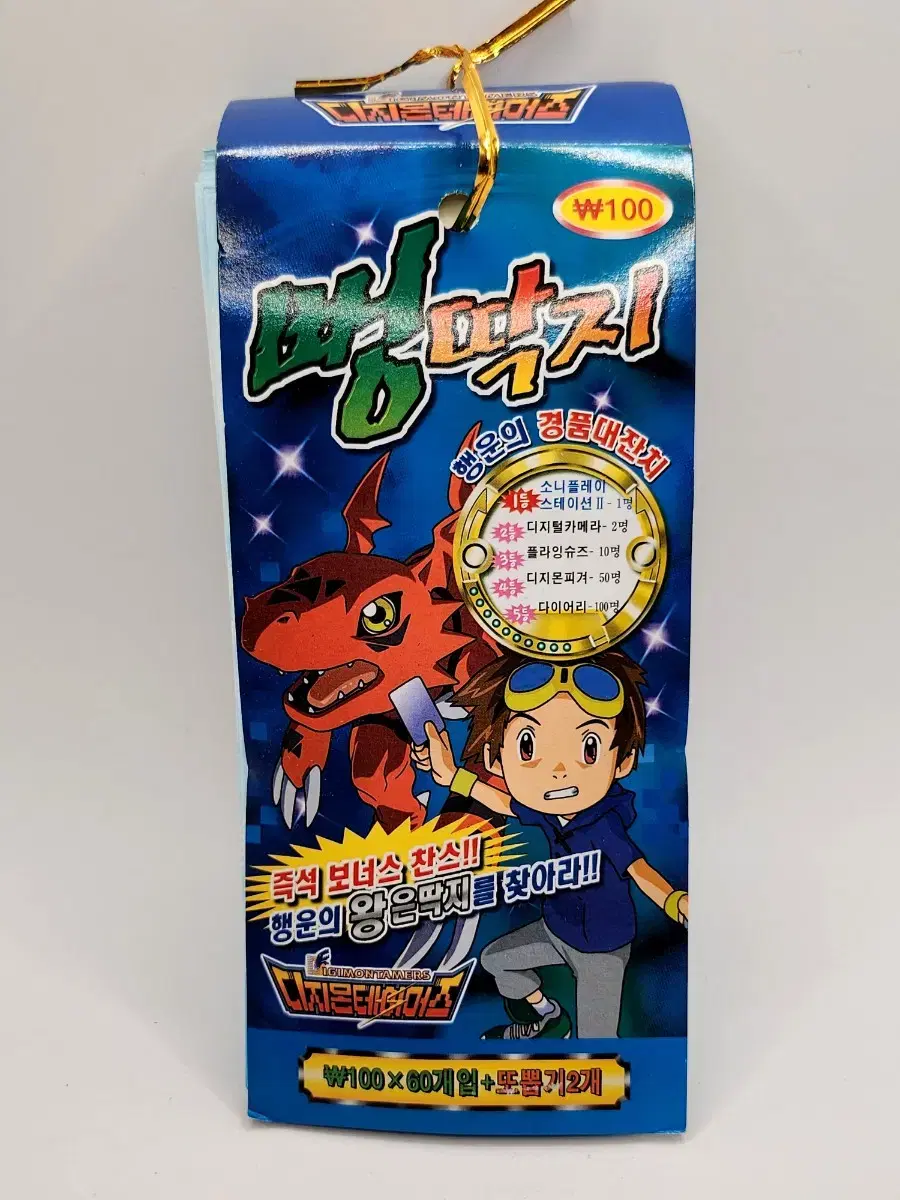 디지몬테이머즈
₩100
뻥딱지
행운의 경품대잔치
1등 소니플레이
스테이션Ⅱ-1명
2등 디지털카메라-2명
3등 플라잉슈즈-10명
4등 디지몬피겨-50명
5등 다이어리-100명
즉석 보너스 찬스!!
행운의 왕은딱지를 찾아라!!
DIGIMONTAMERS
디지몬테이머즈
₩100×60개입+또뽑기2개